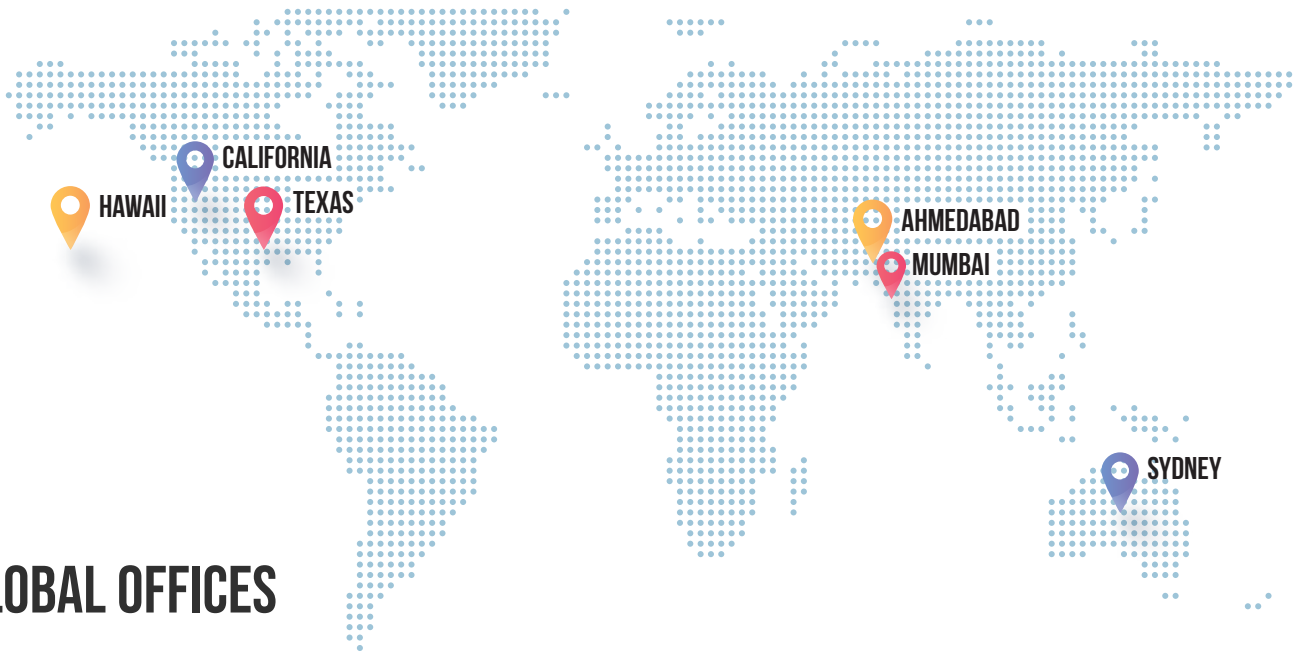 CALIFORNIA
HAWAII
TEXAS
AHMEDABAD
MUMBAI
SYDNEY
LOBAL OFFICES